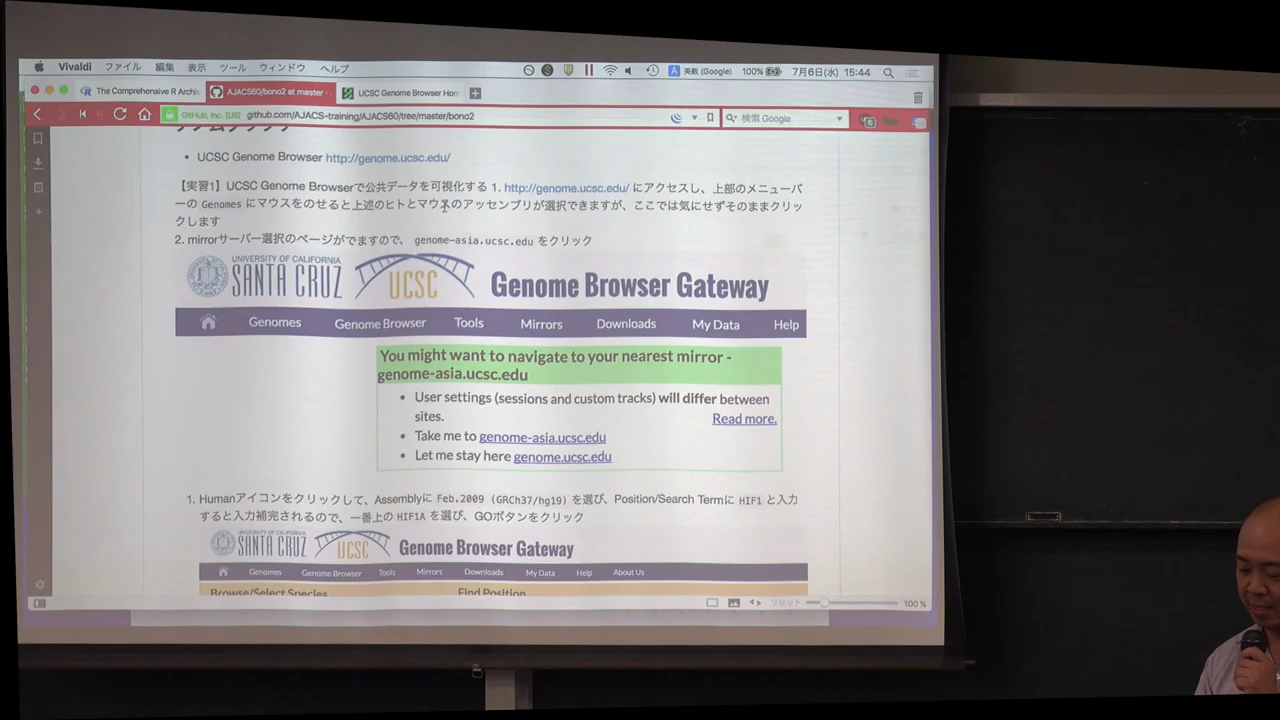 Vivaldi ファイル 編集 表示 ツール ウィンドウ ヘルプ 英数 (Google) 100% 7月6日(水) 15:44
The Comprehensive R Archiv AJACS60/bono2 at master · UCSC Genome Browser Hom
GitHub, Inc. [US] github.com/AJACS-training/AJACS60/tree/master/bono2 検索 Google 6
UCSC Genome Browser http://genome.ucsc.edu/
【実習1】UCSC Genome Browserで公共データを可視化する 1. http://genome.ucsc.edu/ にアクセスし、上部のメニューバ
ーの Genomes にマウスをのせると上述のヒトとマウスのアッセンブリが選択できますが、ここでは気にせずそのままクリッ
クします
2. mirrorサーバー選択のページがでますので、 genome-asia.ucsc.edu をクリック
UNIVERSITY OF CALIFORNIA
SANTA CRUZ UCSC Genome Browser Gateway
Genomes Genome Browser Tools Mirrors Downloads My Data Help
You might want to navigate to your nearest mirror -
genome-asia.ucsc.edu
• User settings (sessions and custom tracks) will differ between
sites. Read more.
• Take me to genome-asia.ucsc.edu
• Let me stay here genome.ucsc.edu
1. Humanアイコンをクリックして、Assemblyに Feb.2009 (GRCh37/hg19) を選び、Position/Search Termに HIF1 と入力
すると入力補完されるので、一番上の HIF1A を選び、GOボタンをクリック
UNIVERSITY OF CALIFORNIA
SANTA CRUZ UCSC Genome Browser Gateway
Genomes Genome Browser Tools Mirrors Downloads My Data Help About Us
Browse/Select Species Find Position
リセット 100 %